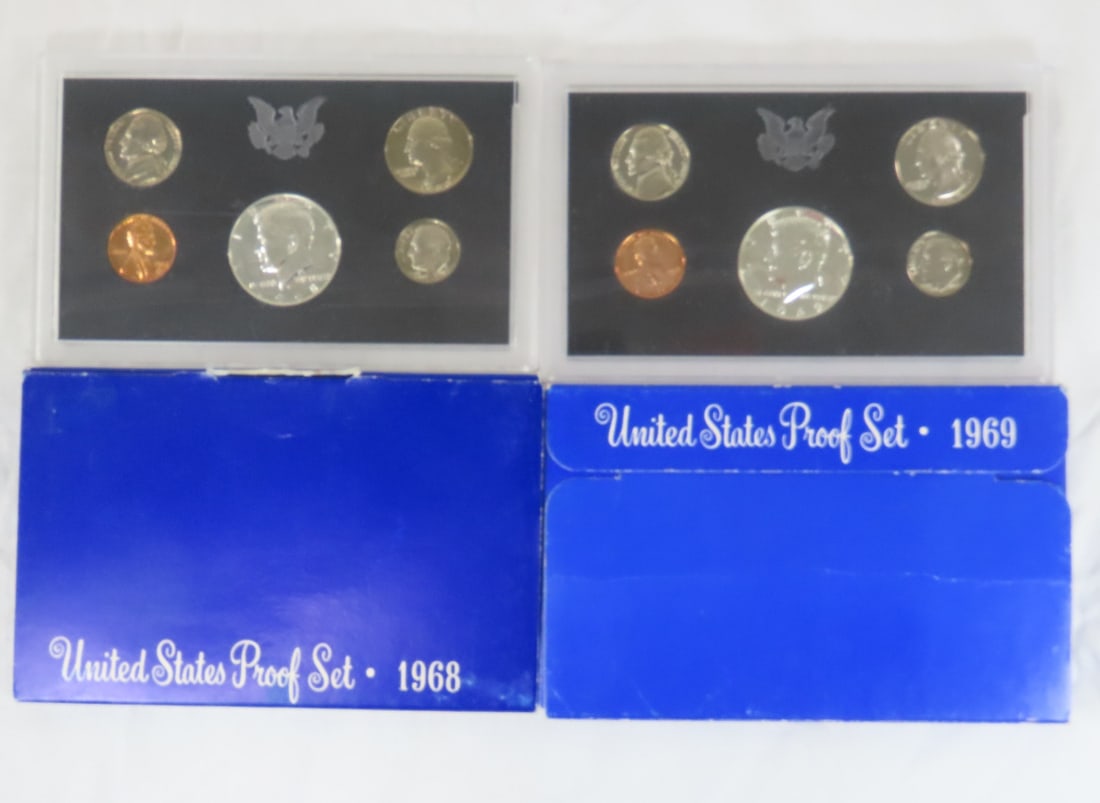 United States Proof Set · 1969
United States Proof Set · 1968